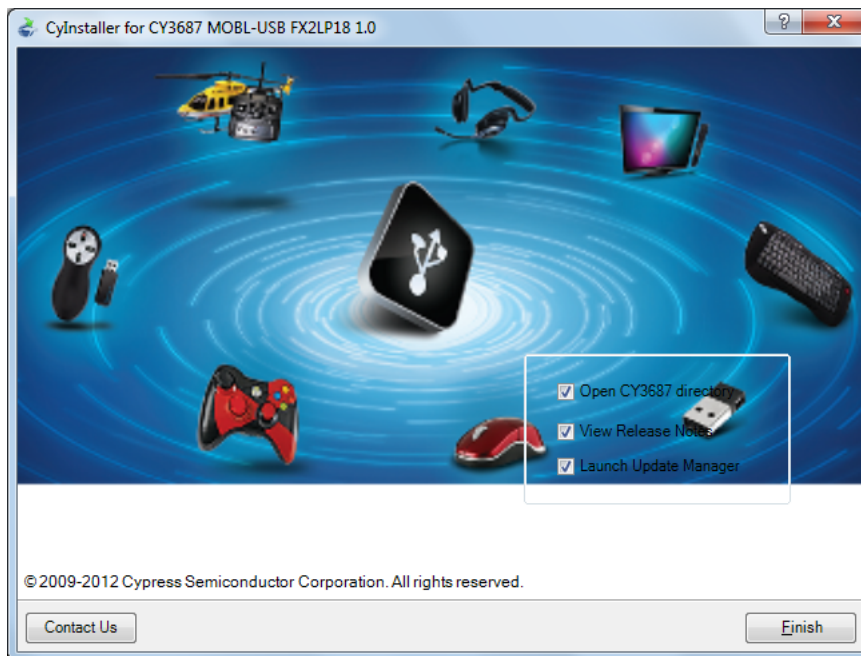 CyInstaller for CY3687 MOBL-USB FX2LP18 1.0
Open CY3687 directory
View Release Notes
Launch Update Manager
© 2009-2012 Cypress Semiconductor Corporation. All rights reserved.
Contact Us
Finish